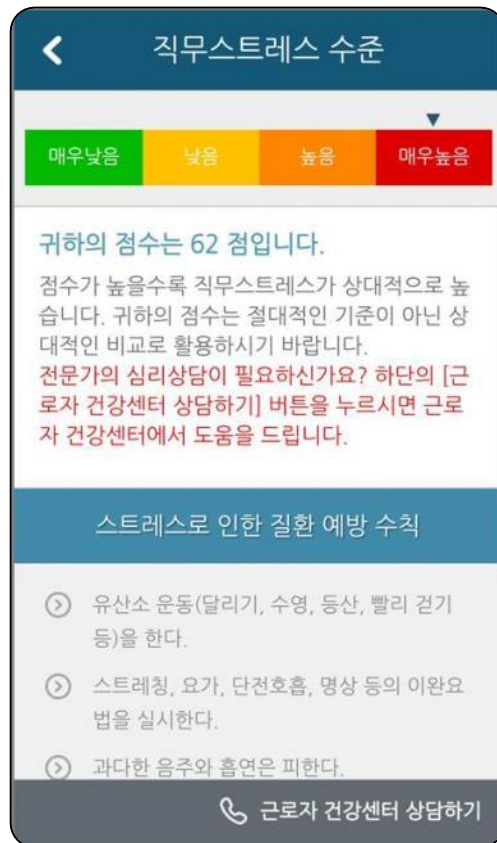 직무스트레스 수준
매우낮음 낮음 높음 매우높음
귀하의 점수는 62 점입니다.
점수가 높을수록 직무스트레스가 상대적으로 높
습니다. 귀하의 점수는 절대적인 기준이 아닌 상
대적인 비교로 활용하시기 바랍니다.
전문가의 심리상담이 필요하신가요? 하단의 [근
로자 건강센터 상담하기] 버튼을 누르시면 근로
자 건강센터에서 도움을 드립니다.
스트레스로 인한 질환 예방 수칙
유산소 운동(달리기, 수영, 등산, 빨리 걷기
등)을 한다.
스트레칭, 요가, 단전호흡, 명상 등의 이완요
법을 실시한다.
과다한 음주와 흡연은 피한다.
근로자 건강센터 상담하기